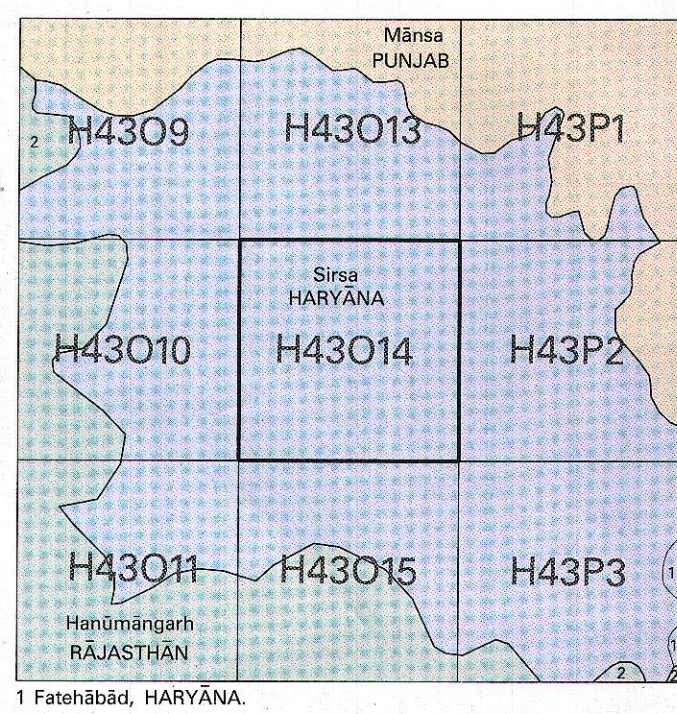 Mānsa
PUNJAB
H43O9
H43O13
H43P1
2
Sirsa
HARYĀNA
H43O10
H43O14
H43P2
H43O11
H43O15
H43P3
1
Hanūmāngarh
RĀJASTHĀN
1
2
2
1 Fatehābād, HARYĀNA.